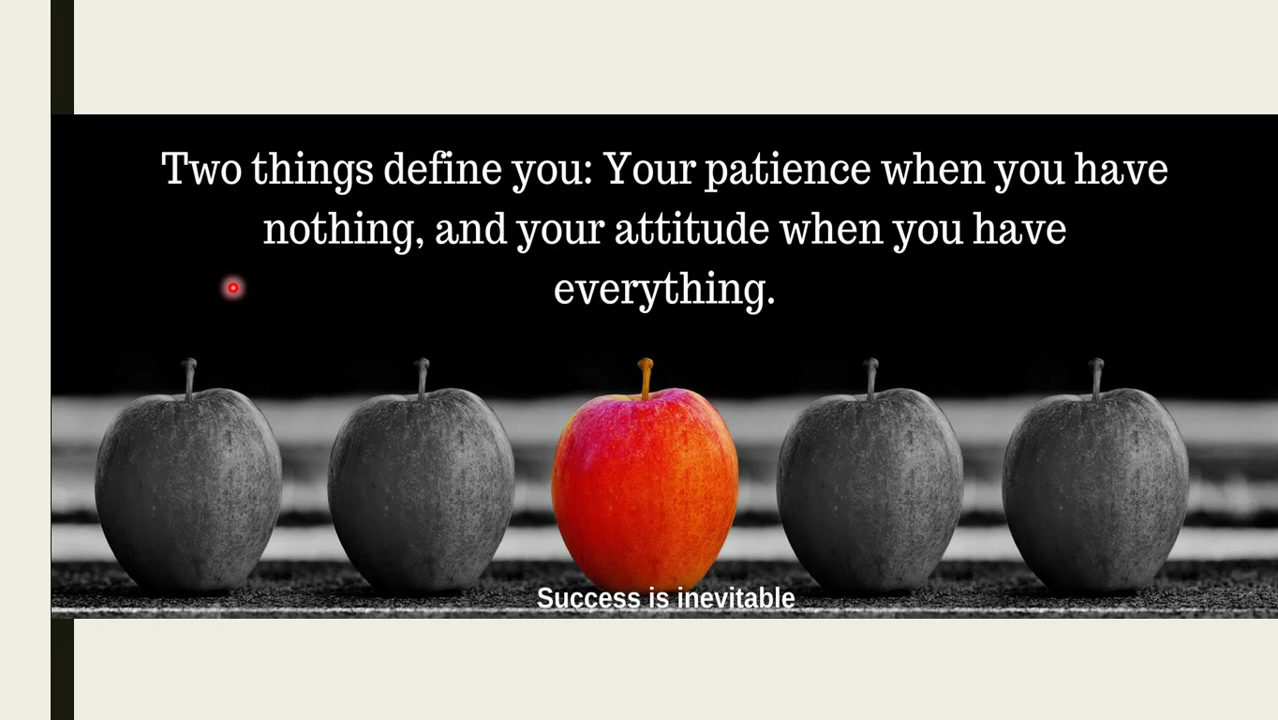 Two things define you: Your patience when you have
nothing, and your attitude when you have
everything.
Success is inevitable